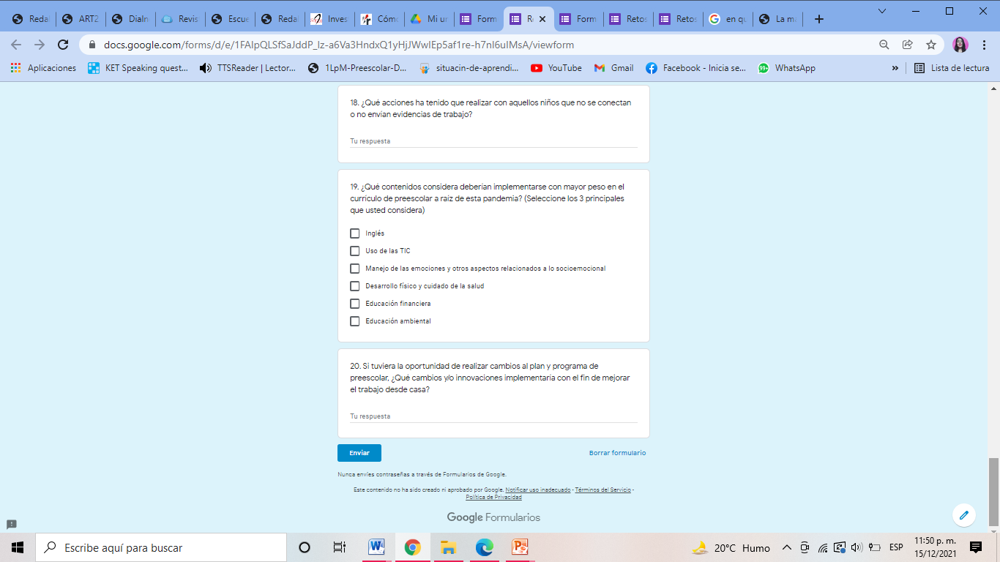 Reda
ART2
Dialn
Revis
Escue
Reda
Inves
Cómo
Mi un
Form
Re
Form
Retos
Retos
en qu
La ma
docs.google.com/forms/d/e/1FAIpQLSfSaJddP_lz-a6Va3HndxQ1yHjJWwIEp5af1re-h7nI6uIMsA/viewform
Aplicaciones
KET Speaking quest...
TTSReader | Lector...
1LpM-Preescolar-D...
situacin-de-aprendi...
YouTube
Gmail
Facebook - Inicia se...
99+
WhatsApp
»
Lista de lectura
18. ¿Qué acciones ha tenido que realizar con aquellos niños que no se conectan
o no envían evidencias de trabajo?
Tu respuesta
19. ¿Qué contenidos considera deberían implementarse con mayor peso en el
currículo de preescolar a raíz de esta pandemia? (Seleccione los 3 principales
que usted considera)
Inglés
Uso de las TIC
Manejo de las emociones y otros aspectos relacionados a lo socioemocional
Desarrollo físico y cuidado de la salud
Educación financiera
Educación ambiental
20. Si tuviera la oportunidad de realizar cambios al plan y programa de
preescolar, ¿Qué cambios y/o innovaciones implementaría con el fin de mejorar
el trabajo desde casa?
Tu respuesta
Enviar
Borrar formulario
Nunca envíes contraseñas a través de Formularios de Google.
Este contenido no ha sido creado ni aprobado por Google. Notificar uso inadecuado - Términos del Servicio -
Política de Privacidad
Google Formularios
Escribe aquí para buscar
20°C Humo
ESP
11:50 p. m.
15/12/2021